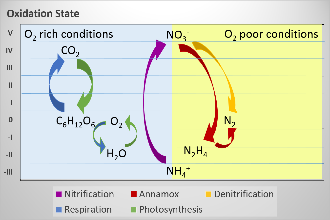 Oxidation State
V
IV
III
II
I
0
-I
-II
-III
O₂ rich conditions
O₂ poor conditions
CO₂
NO₃⁻
C₆H₁₂O₆
O₂
N₂
H₂O
N₂H₄
NH₄⁺
Nitrification
Annamox
Denitrification
Respiration
Photosynthesis